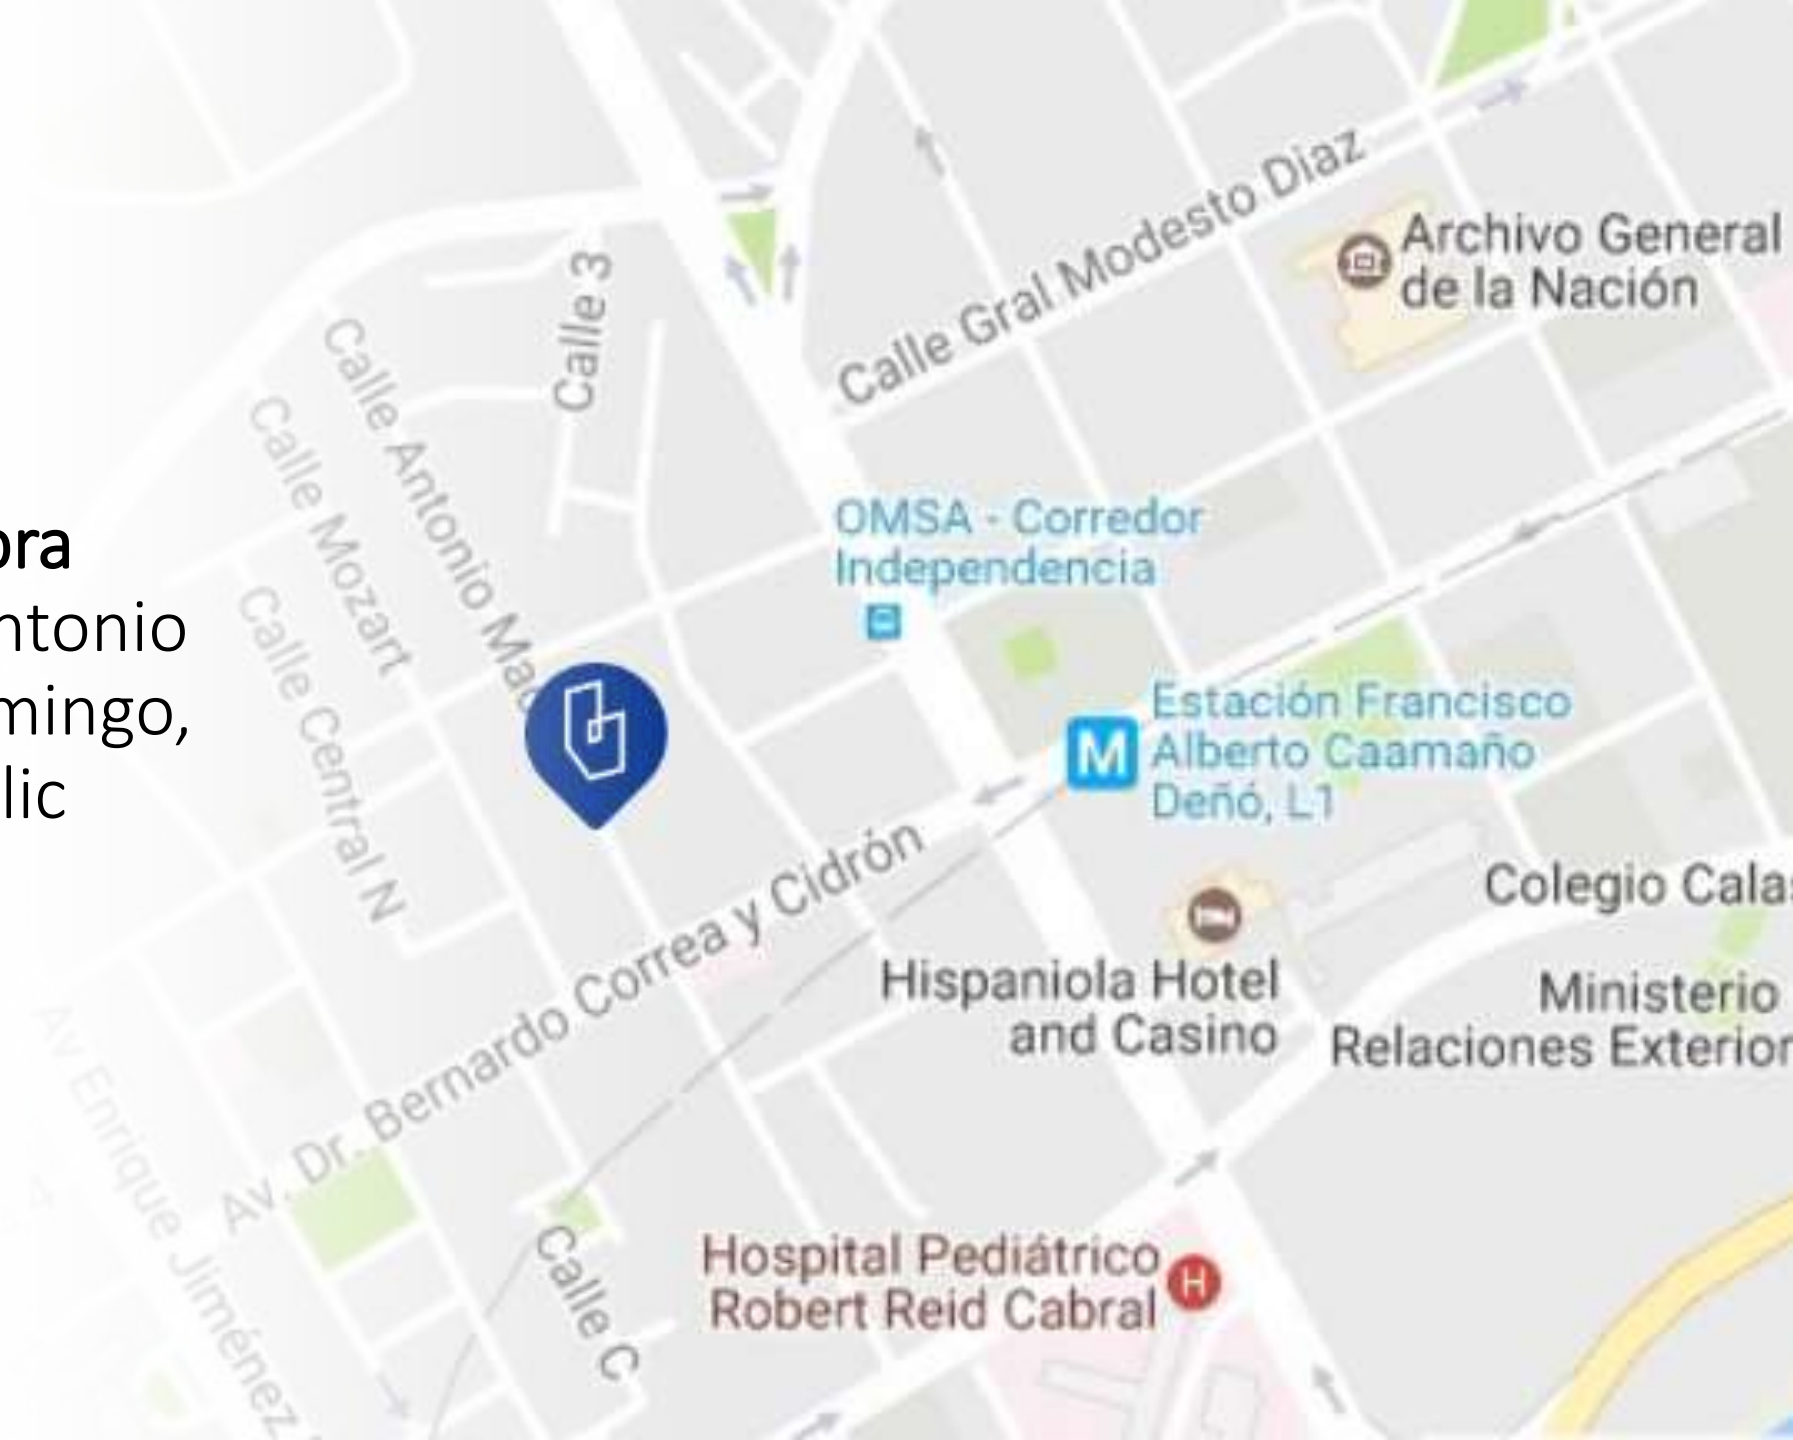 Calle Gral Modesto Diaz
Archivo General
de la Nación
Calle 3
Calle Antonio
Calle Mozart
OMSA - Corredor
Independencia
ora
ntonio
mingo,
lic
Calle Central N
Estación Francisco
Alberto Caamaño
Deñó, L1
M
Av. Dr. Bernardo Correa y Cidrón
Colegio Calas
Hispaniola Hotel
and Casino
Ministerio
Relaciones Exterior
Av Enrique Jiménez
Calle C
Hospital Pediátrico
Robert Reid Cabral
H